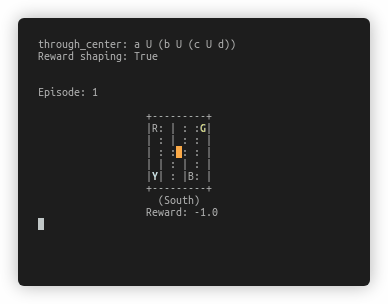 through_center: a U (b U (c U d))
Reward shaping: True
Episode: 1
+---------+
|R: | : :G|
| : | : : |
| : : : : |
| | : | : |
|Y| : |B: |
+---------+
(South)
Reward: -1.0